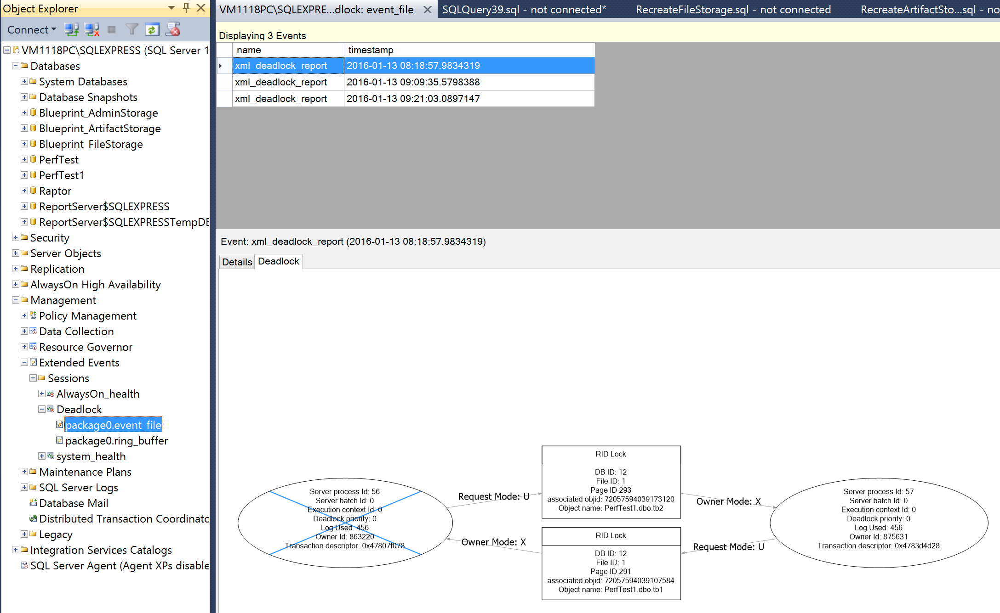 Object Explorer
Connect
VM1118PC\SQLEXPRESS (SQL Server 1
Databases
System Databases
Database Snapshots
Blueprint_AdminStorage
Blueprint_ArtifactStorage
Blueprint_FileStorage
PerfTest
PerfTest1
Raptor
ReportServer$SQLEXPRESS
ReportServer$SQLEXPRESSTempDE
Security
Server Objects
Replication
AlwaysOn High Availability
Management
Policy Management
Data Collection
Resource Governor
Extended Events
Sessions
AlwaysOn_health
Deadlock
package0.event_file
package0.ring_buffer
system_health
Maintenance Plans
SQL Server Logs
Database Mail
Distributed Transaction Coordinato
Legacy
Integration Services Catalogs
SQL Server Agent (Agent XPs disable
VM1118PC\SQLEXPRE...dlock: event_file
SQLQuery39.sql - not connected*
RecreateFileStorage.sql - not connected
RecreateArtifactSto...sql - no
Displaying 3 Events
name timestamp
xml_deadlock_report 2016-01-13 08:18:57.9834319
xml_deadlock_report 2016-01-13 09:09:35.5798388
xml_deadlock_report 2016-01-13 09:21:03.0897147
Event: xml_deadlock_report (2016-01-13 08:18:57.9834319)
Details Deadlock
Server process Id: 56
Server batch Id: 0
Execution context Id: 0
Deadlock priority: 0
Log Used: 456
Owner Id: 863220
Transaction descriptor: 0x47807f078
Request Mode: U
Owner Mode: X
RID Lock
DB ID: 12
File ID: 1
Page ID 293
associated objid: 72057594039173120
Object name: PerfTest1.dbo.tb2
RID Lock
DB ID: 12
File ID: 1
Page ID 291
associated objid: 72057594039107584
Object name: PerfTest1.dbo.tb1
Owner Mode: X
Request Mode: U
Server process Id: 57
Server batch Id: 0
Execution context Id: 0
Deadlock priority: 0
Log Used: 456
Owner Id: 875631
Transaction descriptor: 0x4783d4d28